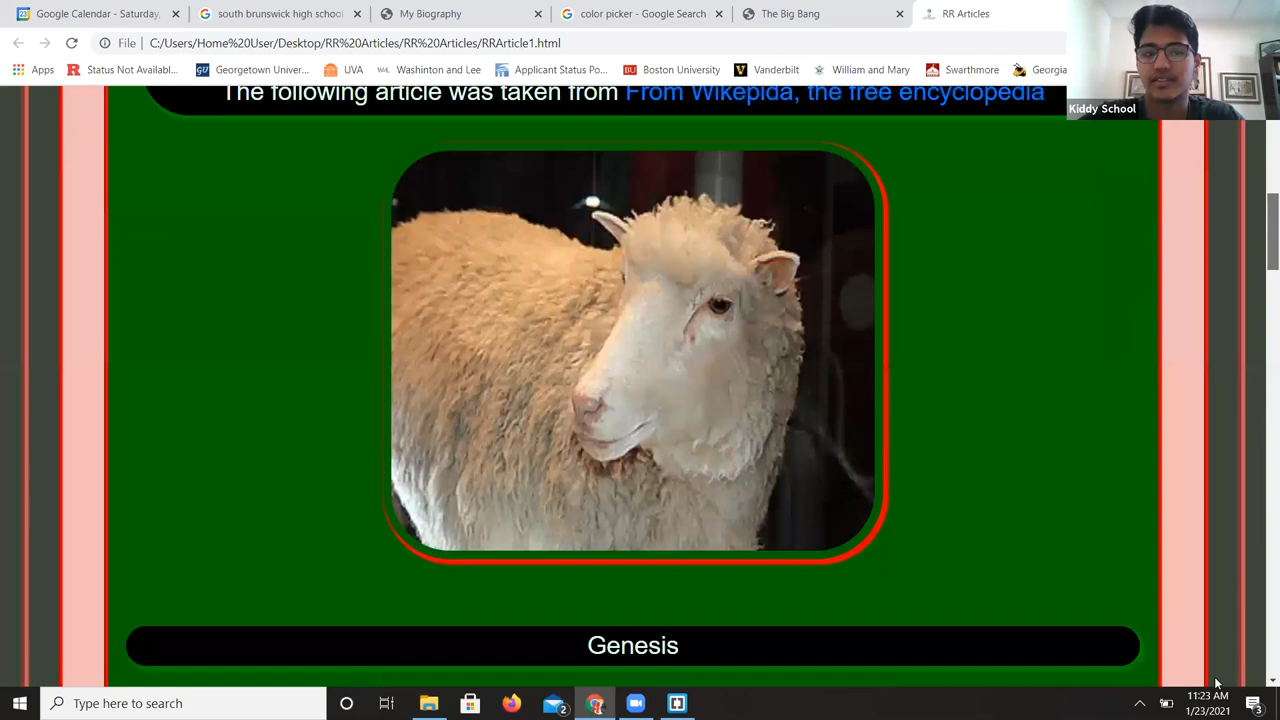 Google Calendar - Saturday,
south brunswick high school
My Biography
color picker - Google Search
The Big Bang
RR Articles
File
C:/Users/Home%20User/Desktop/RR%20Articles/RR%20Articles/RRArticle1.html
Apps
Status Not Availabl...
Georgetown Univer...
UVA
Washinton and Lee
Applicant Status Po...
Boston University
Vanderbilt
William and Mary
Swarthmore
Georgia
Kiddy School
The following article was taken from From Wikepida, the free encyclopedia
Genesis
Type here to search
2
11:23 AM
1/23/2021
3